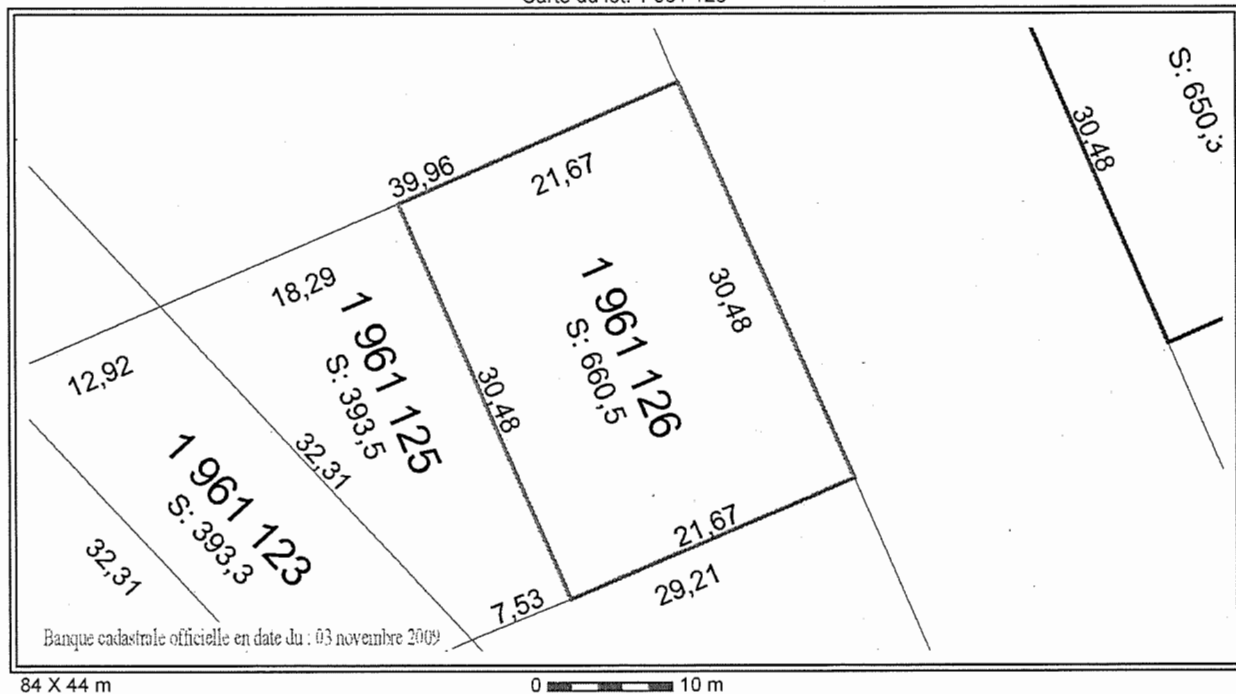 S: 650,3
30,48
39,96
21,67
18,29
30,48
12,92
1 961 126
S: 660,5
1 961 125
S: 393,5
30,48
32,31
1 961 123
S: 393,3
32,31
21,67
29,21
7,53
Banque cadastrale officielle en date du : 03 novembre 2009
84 X 44 m
0 10 m